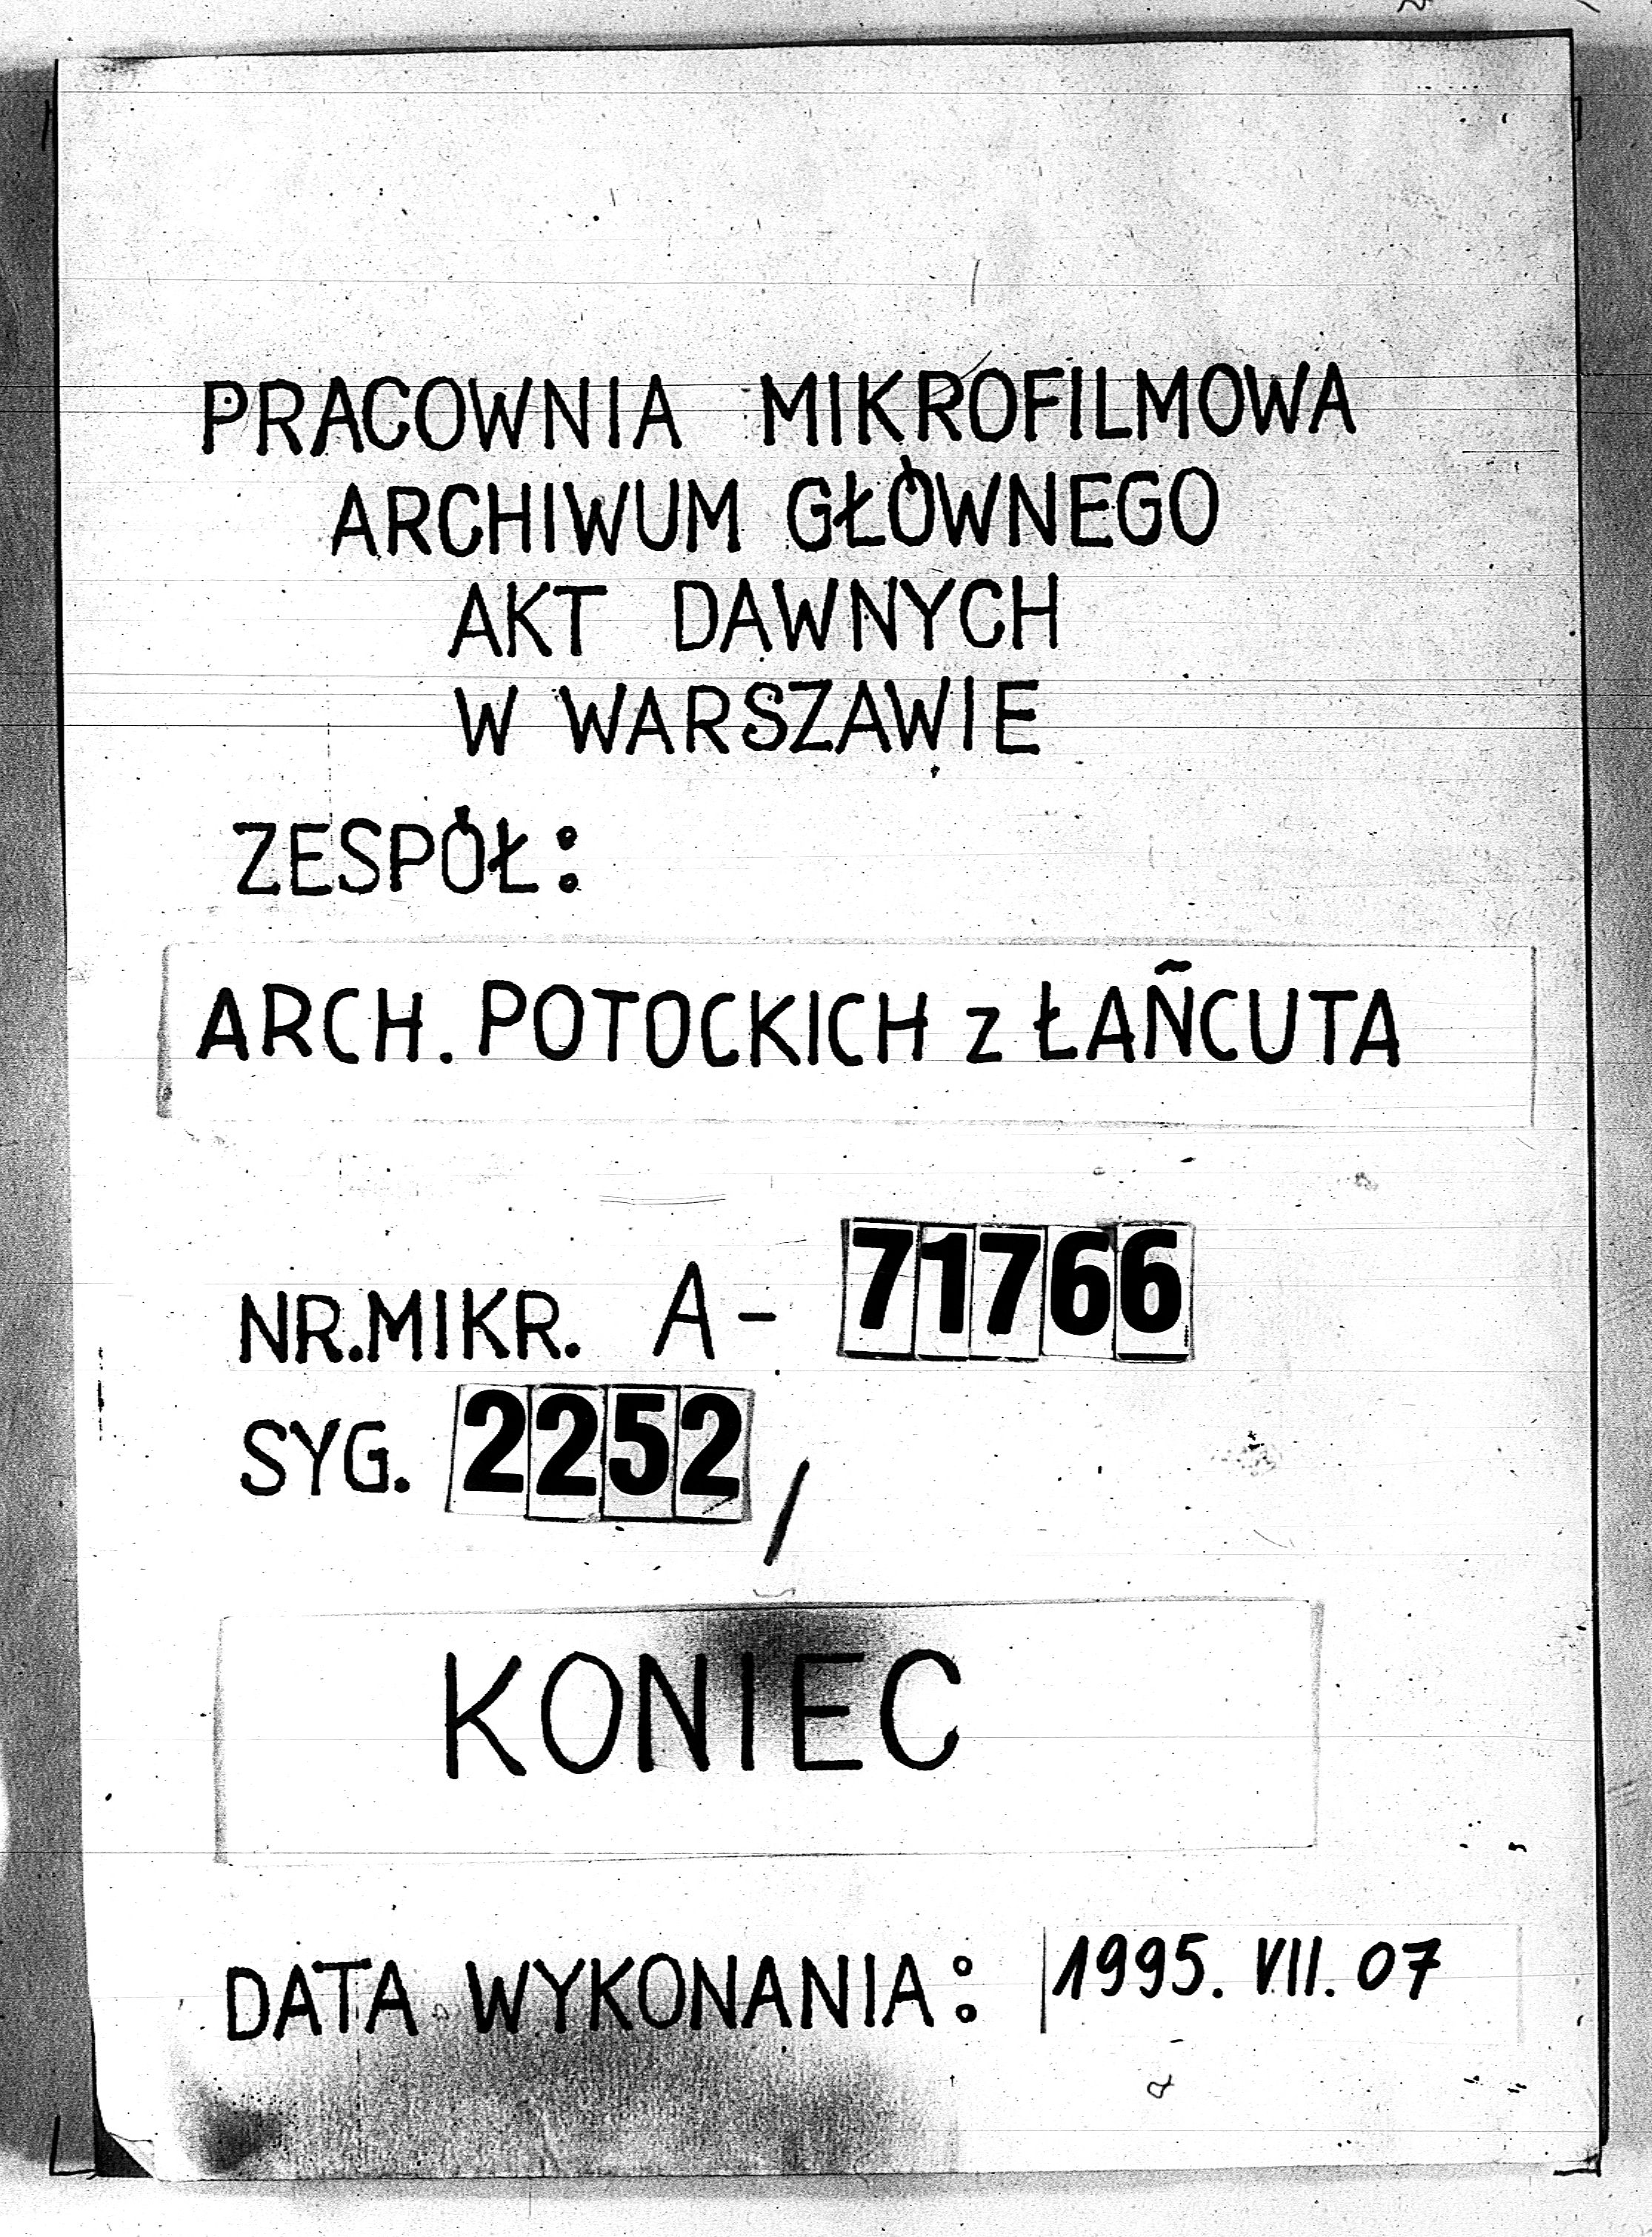 PRACOWNIA MIKROFILMOWA
ARCHIWUM GŁÓWNEGO
AKT DAWNYCH
W WARSZAWIE
ZESPÓŁ:
ARCH. POTOCKICH z ŁAŃCUTA
NR.MIKR. A- 71766
SYG. 2252/
KONIEC
DATA WYKONANIA: 1995. VII. 07